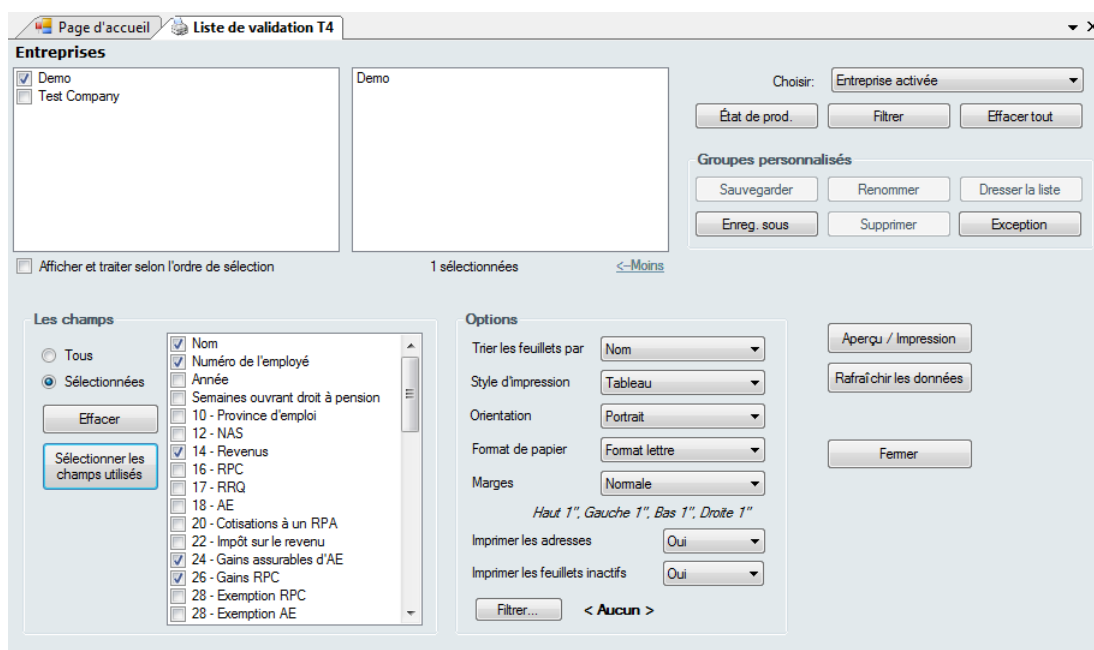 Page d'accueil
Liste de validation T4
Entreprises
Demo
Test Company
Demo
Choisir: Entreprise activée
État de prod. Filtrer Effacer tout
Groupes personnalisés
Sauvegarder Renommer Dresser la liste
Enreg. sous Supprimer Exception
Afficher et traiter selon l'ordre de sélection
1 sélectionnées
<--Moins
Les champs
Tous
Sélectionnées
Effacer
Sélectionner les
champs utilisés
Nom
Numéro de l'employé
Année
Semaines ouvrant droit à pension
10 - Province d'emploi
12 - NAS
14 - Revenus
16 - RPC
17 - RRQ
18 - AE
20 - Cotisations à un RPA
22 - Impôt sur le revenu
24 - Gains assurables d'AE
26 - Gains RPC
28 - Exemption RPC
28 - Exemption AE
Options
Trier les feuillets par Nom
Style d'impression Tableau
Orientation Portrait
Format de papier Format lettre
Marges Normale
Haut 1", Gauche 1", Bas 1", Droite 1"
Imprimer les adresses Oui
Imprimer les feuillets inactifs Oui
Filtrer... < Aucun >
Aperçu / Impression
Rafraîchir les données
Fermer